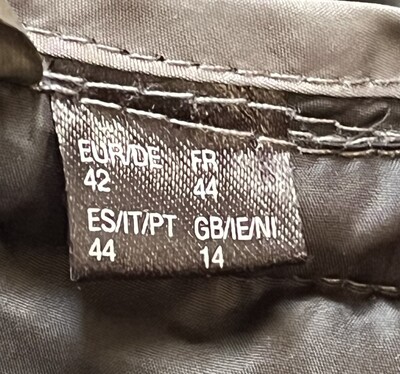 EUR/DE FR
42 44
ES/IT/PT GB/IE/NI
44 14